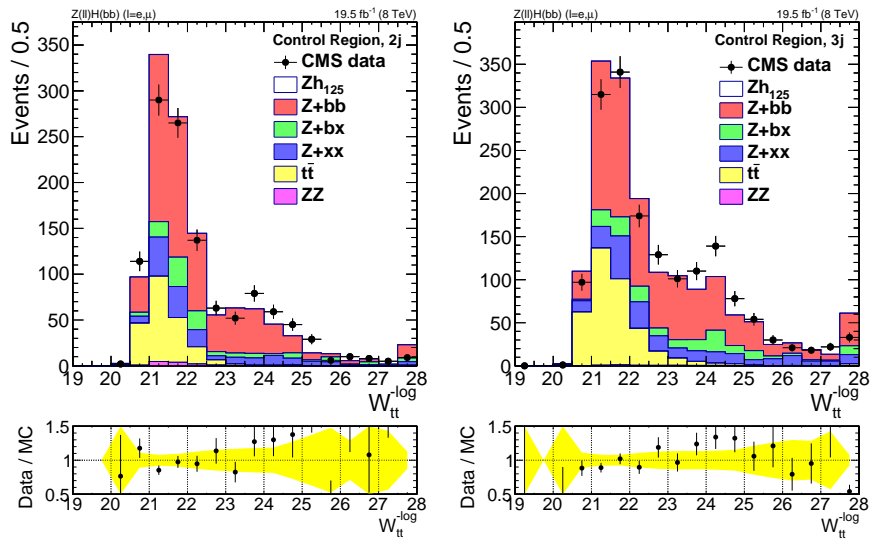 Z(ll)H(bb) (l=e,μ) 19.5 fb⁻¹ (8 TeV)
Control Region, 2j
CMS data
Zh₁₂₅
Z+bb
Z+bx
Z+xx
tt̄
ZZ
Events / 0.5
350
300
250
200
150
100
50
0
19 20 21 22 23 24 25 26 27 28
W_tt^-log
Data / MC
1.5
1
0.5
19 20 21 22 23 24 25 26 27 28
W_tt^-log
Z(ll)H(bb) (l=e,μ) 19.5 fb⁻¹ (8 TeV)
Control Region, 3j
CMS data
Zh₁₂₅
Z+bb
Z+bx
Z+xx
tt̄
ZZ
Events / 0.5
350
300
250
200
150
100
50
0
19 20 21 22 23 24 25 26 27 28
W_tt^-log
Data / MC
1.5
1
0.5
19 20 21 22 23 24 25 26 27 28
W_tt^-log